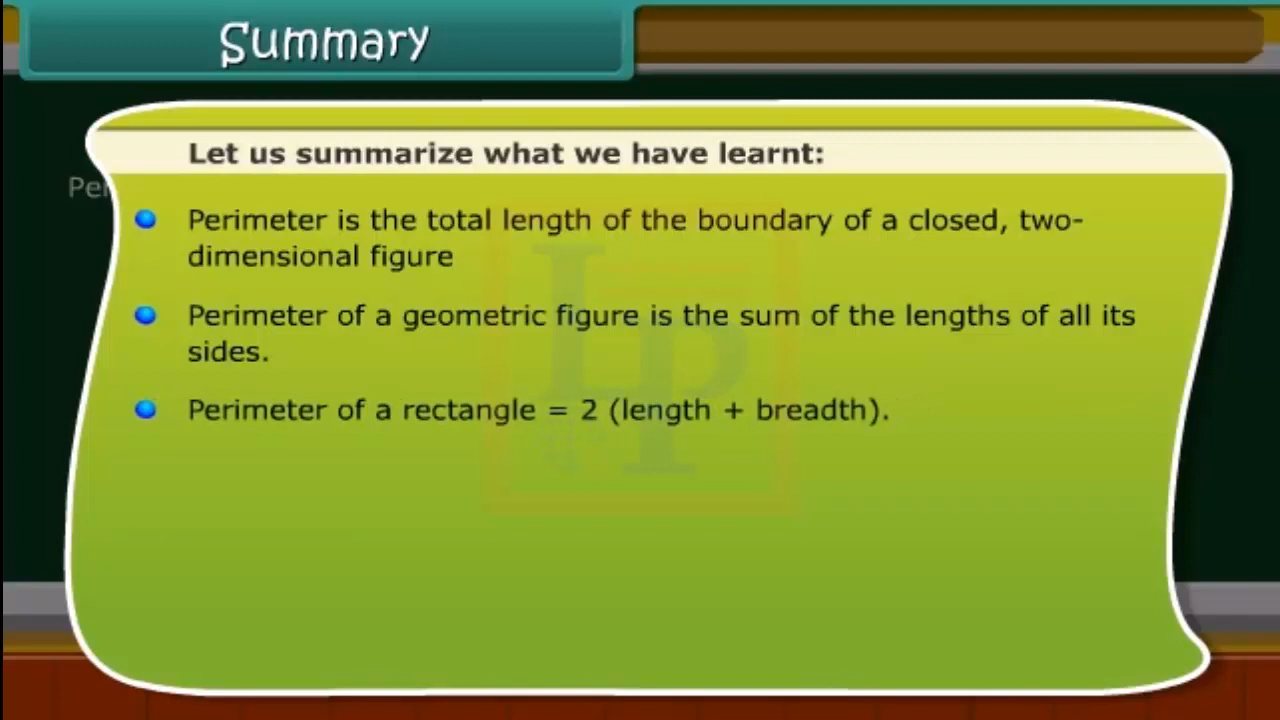 Summary
Let us summarize what we have learnt:
Per
Perimeter is the total length of the boundary of a closed, two-
dimensional figure
Perimeter of a geometric figure is the sum of the lengths of all its
sides.
Perimeter of a rectangle = 2 (length + breadth).
LP